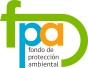 fpa
fondo de
protección
ambiental